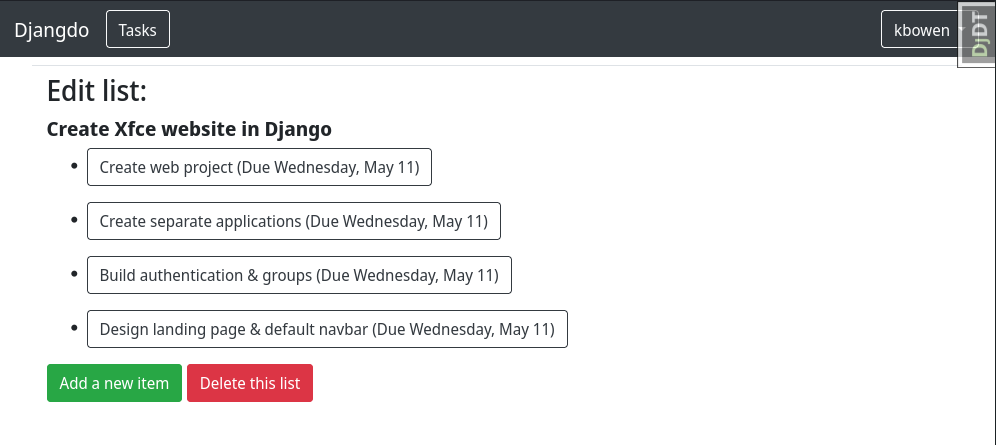 Djangdo Tasks kbowen
DjDT
Edit list:
Create Xfce website in Django
Create web project (Due Wednesday, May 11)
Create separate applications (Due Wednesday, May 11)
Build authentication & groups (Due Wednesday, May 11)
Design landing page & default navbar (Due Wednesday, May 11)
Add a new item Delete this list